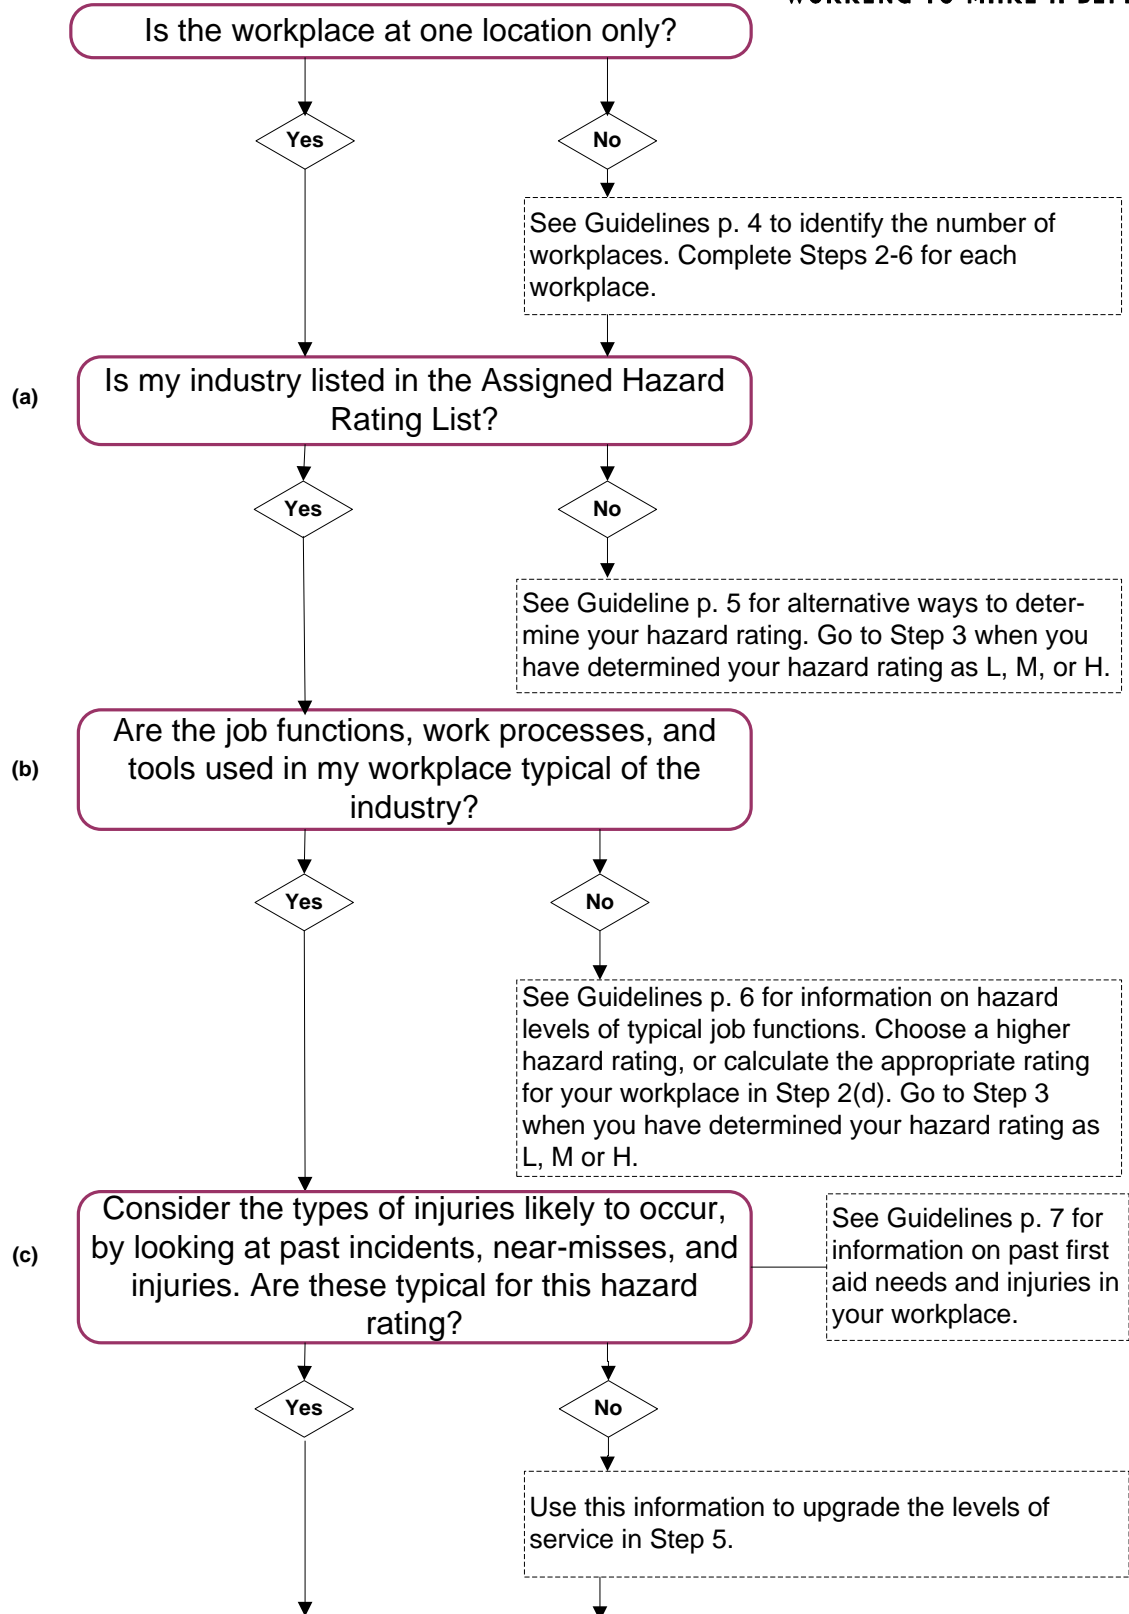 WORKING TO MAKE A
Is the workplace at one location only?
Yes
No
See Guidelines p. 4 to identify the number of
workplaces. Complete Steps 2-6 for each
workplace.
(a)
Is my industry listed in the Assigned Hazard
Rating List?
Yes
No
See Guideline p. 5 for alternative ways to deter-
mine your hazard rating. Go to Step 3 when you
have determined your hazard rating as L, M, or H.
(b)
Are the job functions, work processes, and
tools used in my workplace typical of the
industry?
Yes
No
See Guidelines p. 6 for information on hazard
levels of typical job functions. Choose a higher
hazard rating, or calculate the appropriate rating
for your workplace in Step 2(d). Go to Step 3
when you have determined your hazard rating as
L, M or H.
(c)
Consider the types of injuries likely to occur,
by looking at past incidents, near-misses, and
injuries. Are these typical for this hazard
rating?
See Guidelines p. 7 for
information on past first
aid needs and injuries in
your workplace.
Yes
No
Use this information to upgrade the levels of
service in Step 5.